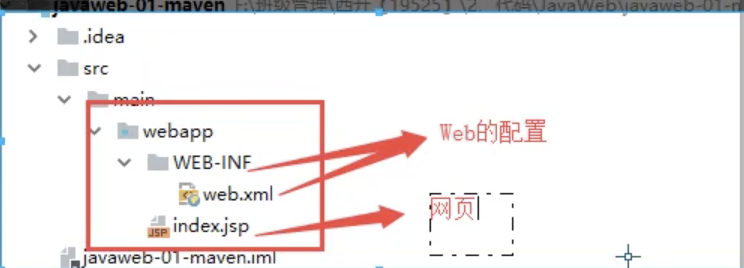 javaweb-01-maven F:\班级管理\西开【19525】\2、代码\JavaWeb\javaweb-01-m
.idea
src
main
webapp
WEB-INF
Web的配置
web.xml
网页
index.jsp
JSP
javaweb-01-maven.iml